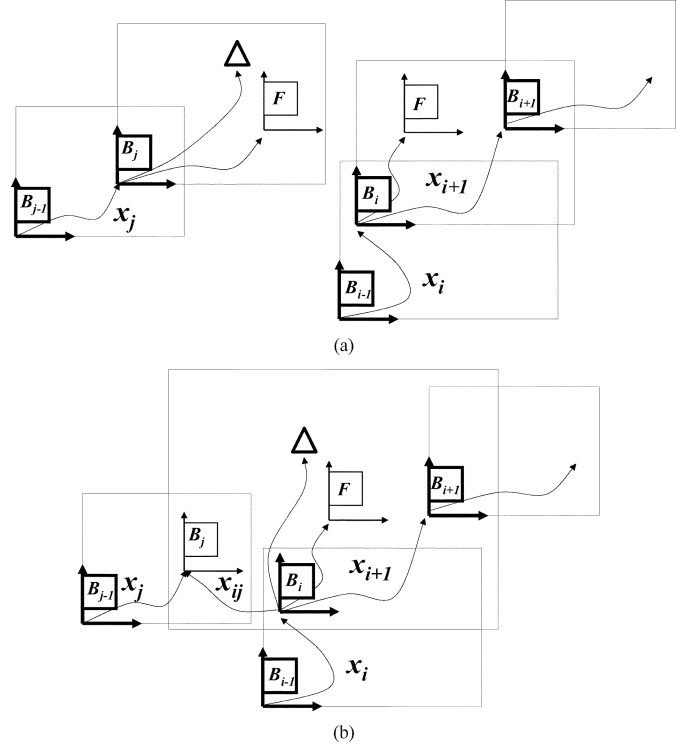 B_{i+1}
F
F
B_j
B_{j-1}
B_i
x_{i+1}
x_j
B_{i-1}
x_i
(a)
F
B_{i+1}
B_j
B_{j-1}
x_j
x_{ij}
B_i
x_{i+1}
B_{i-1}
x_i
(b)